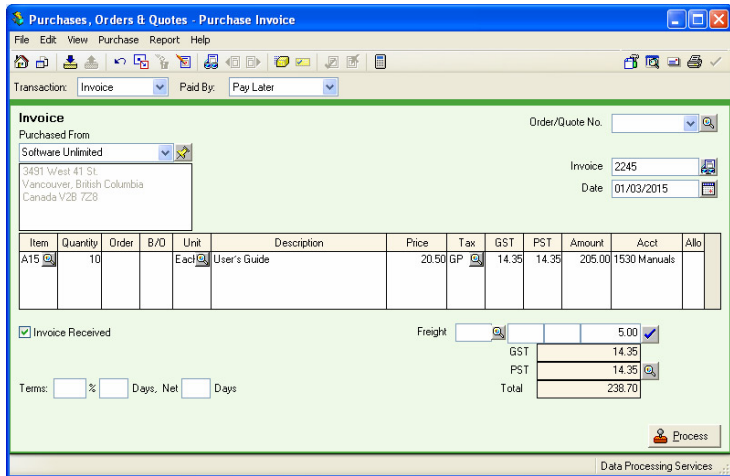 Purchases, Orders & Quotes - Purchase Invoice
File Edit View Purchase Report Help
Transaction: Invoice Paid By: Pay Later
Invoice
Order/Quote No.
Purchased From
Software Unlimited
3491 West 41 St.
Vancouver, British Columbia
Canada V2B 7Z8
Invoice 2245
Date 01/03/2015
Item Quantity Order B/O Unit Description Price Tax GST PST Amount Acct Allo
A15 10 Each User's Guide 20.50 GP 14.35 14.35 205.00 1530 Manuals
Invoice Received
Freight 5.00
GST 14.35
PST 14.35
Terms: % Days, Net Days
Total 238.70
Process
Data Processing Services